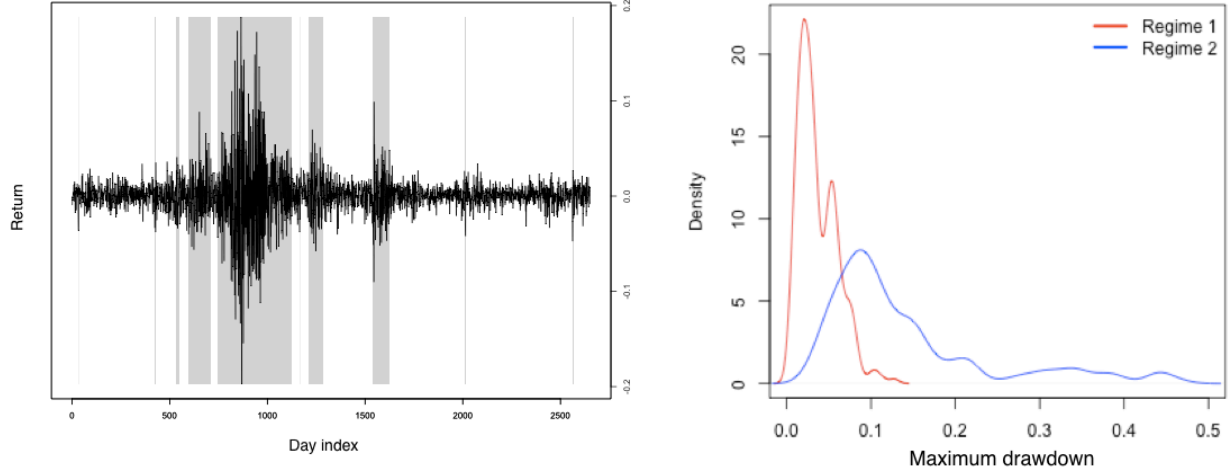 Return
0.2
0.1
0.0
-0.1
-0.2
0 500 1000 1500 2000 2500
Day index
Regime 1
Regime 2
Density
20
15
10
5
0
0.0 0.1 0.2 0.3 0.4 0.5
Maximum drawdown